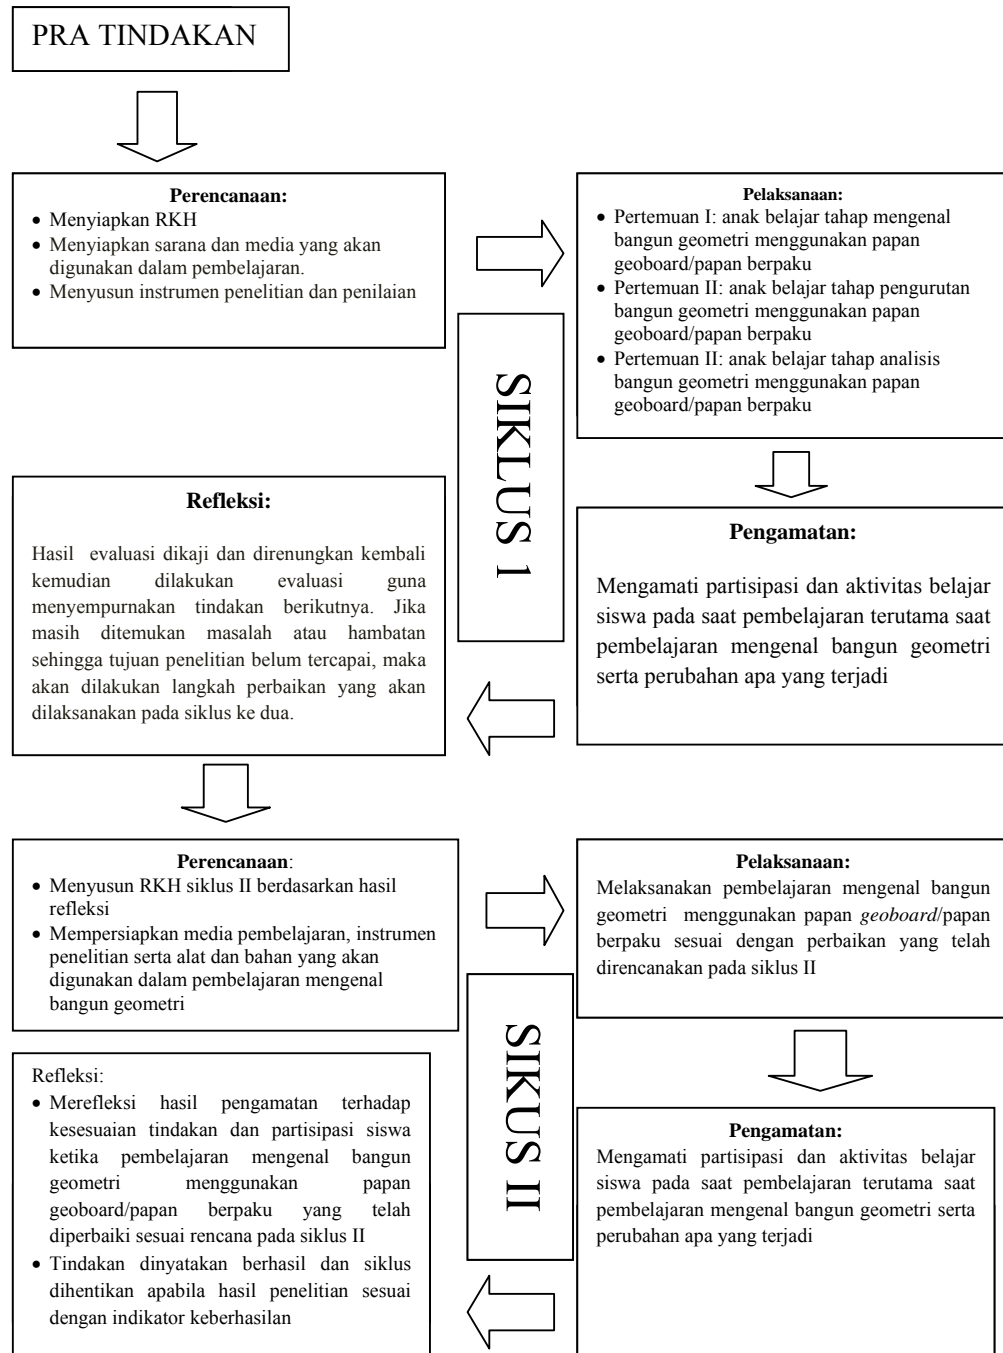 PRA TINDAKAN
Perencanaan:
• Menyiapkan RKH
• Menyiapkan sarana dan media yang akan
digunakan dalam pembelajaran.
• Menyusun instrumen penelitian dan penilaian
Pelaksanaan:
• Pertemuan I: anak belajar tahap mengenal
bangun geometri menggunakan papan
geoboard/papan berpaku
• Pertemuan II: anak belajar tahap pengurutan
bangun geometri menggunakan papan
geoboard/papan berpaku
• Pertemuan II: anak belajar tahap analisis
bangun geometri menggunakan papan
geoboard/papan berpaku
SIKLUS 1
Pengamatan:
Mengamati partisipasi dan aktivitas belajar
siswa pada saat pembelajaran terutama saat
pembelajaran mengenal bangun geometri
serta perubahan apa yang terjadi
Refleksi:
Hasil evaluasi dikaji dan direnungkan kembali
kemudian dilakukan evaluasi guna
menyempurnakan tindakan berikutnya. Jika
masih ditemukan masalah atau hambatan
sehingga tujuan penelitian belum tercapai, maka
akan dilakukan langkah perbaikan yang akan
dilaksanakan pada siklus ke dua.
Perencanaan:
• Menyusun RKH siklus II berdasarkan hasil
refleksi
• Mempersiapkan media pembelajaran, instrumen
penelitian serta alat dan bahan yang akan
digunakan dalam pembelajaran mengenal
bangun geometri
Pelaksanaan:
Melaksanakan pembelajaran mengenal bangun
geometri menggunakan papan geoboard/papan
berpaku sesuai dengan perbaikan yang telah
direncanakan pada siklus II
SIKUS II
Pengamatan:
Mengamati partisipasi dan aktivitas belajar
siswa pada saat pembelajaran terutama saat
pembelajaran mengenal bangun geometri serta
perubahan apa yang terjadi
Refleksi:
• Merefleksi hasil pengamatan terhadap
kesesuaian tindakan dan partisipasi siswa
ketika pembelajaran mengenal bangun
geometri menggunakan papan
geoboard/papan berpaku yang telah
diperbaiki sesuai rencana pada siklus II
• Tindakan dinyatakan berhasil dan siklus
dihentikan apabila hasil penelitian sesuai
dengan indikator keberhasilan